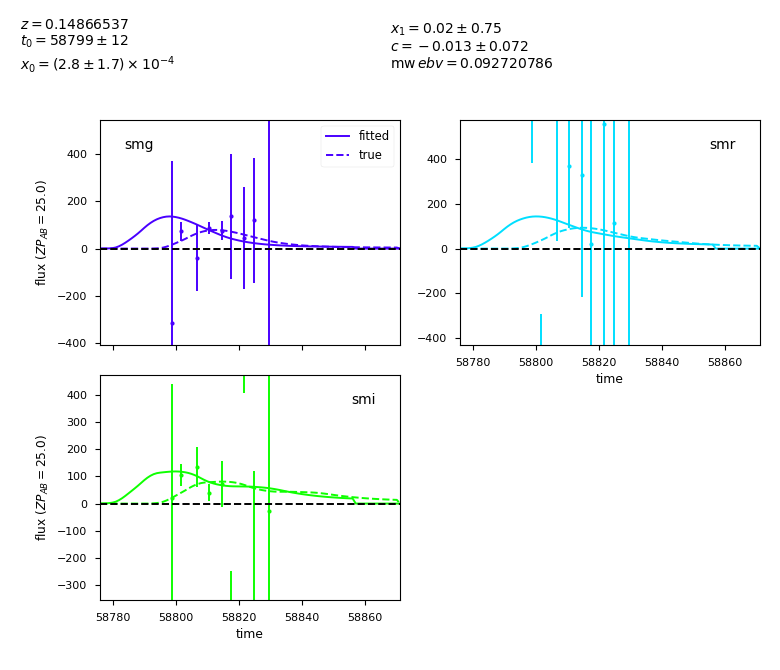 z = 0.14866537
t₀ = 58799 ± 12
x₀ = (2.8 ± 1.7) × 10⁻⁴
x₁ = 0.02 ± 0.75
c = −0.013 ± 0.072
mw ebv = 0.092720786
smg
fitted
true
400
200
0
−200
−400
flux (ZP_AB = 25.0)
smr
400
200
0
−200
−400
58780 58800 58820 58840 58860
time
smi
400
300
200
100
0
−100
−200
−300
flux (ZP_AB = 25.0)
58780 58800 58820 58840 58860
time